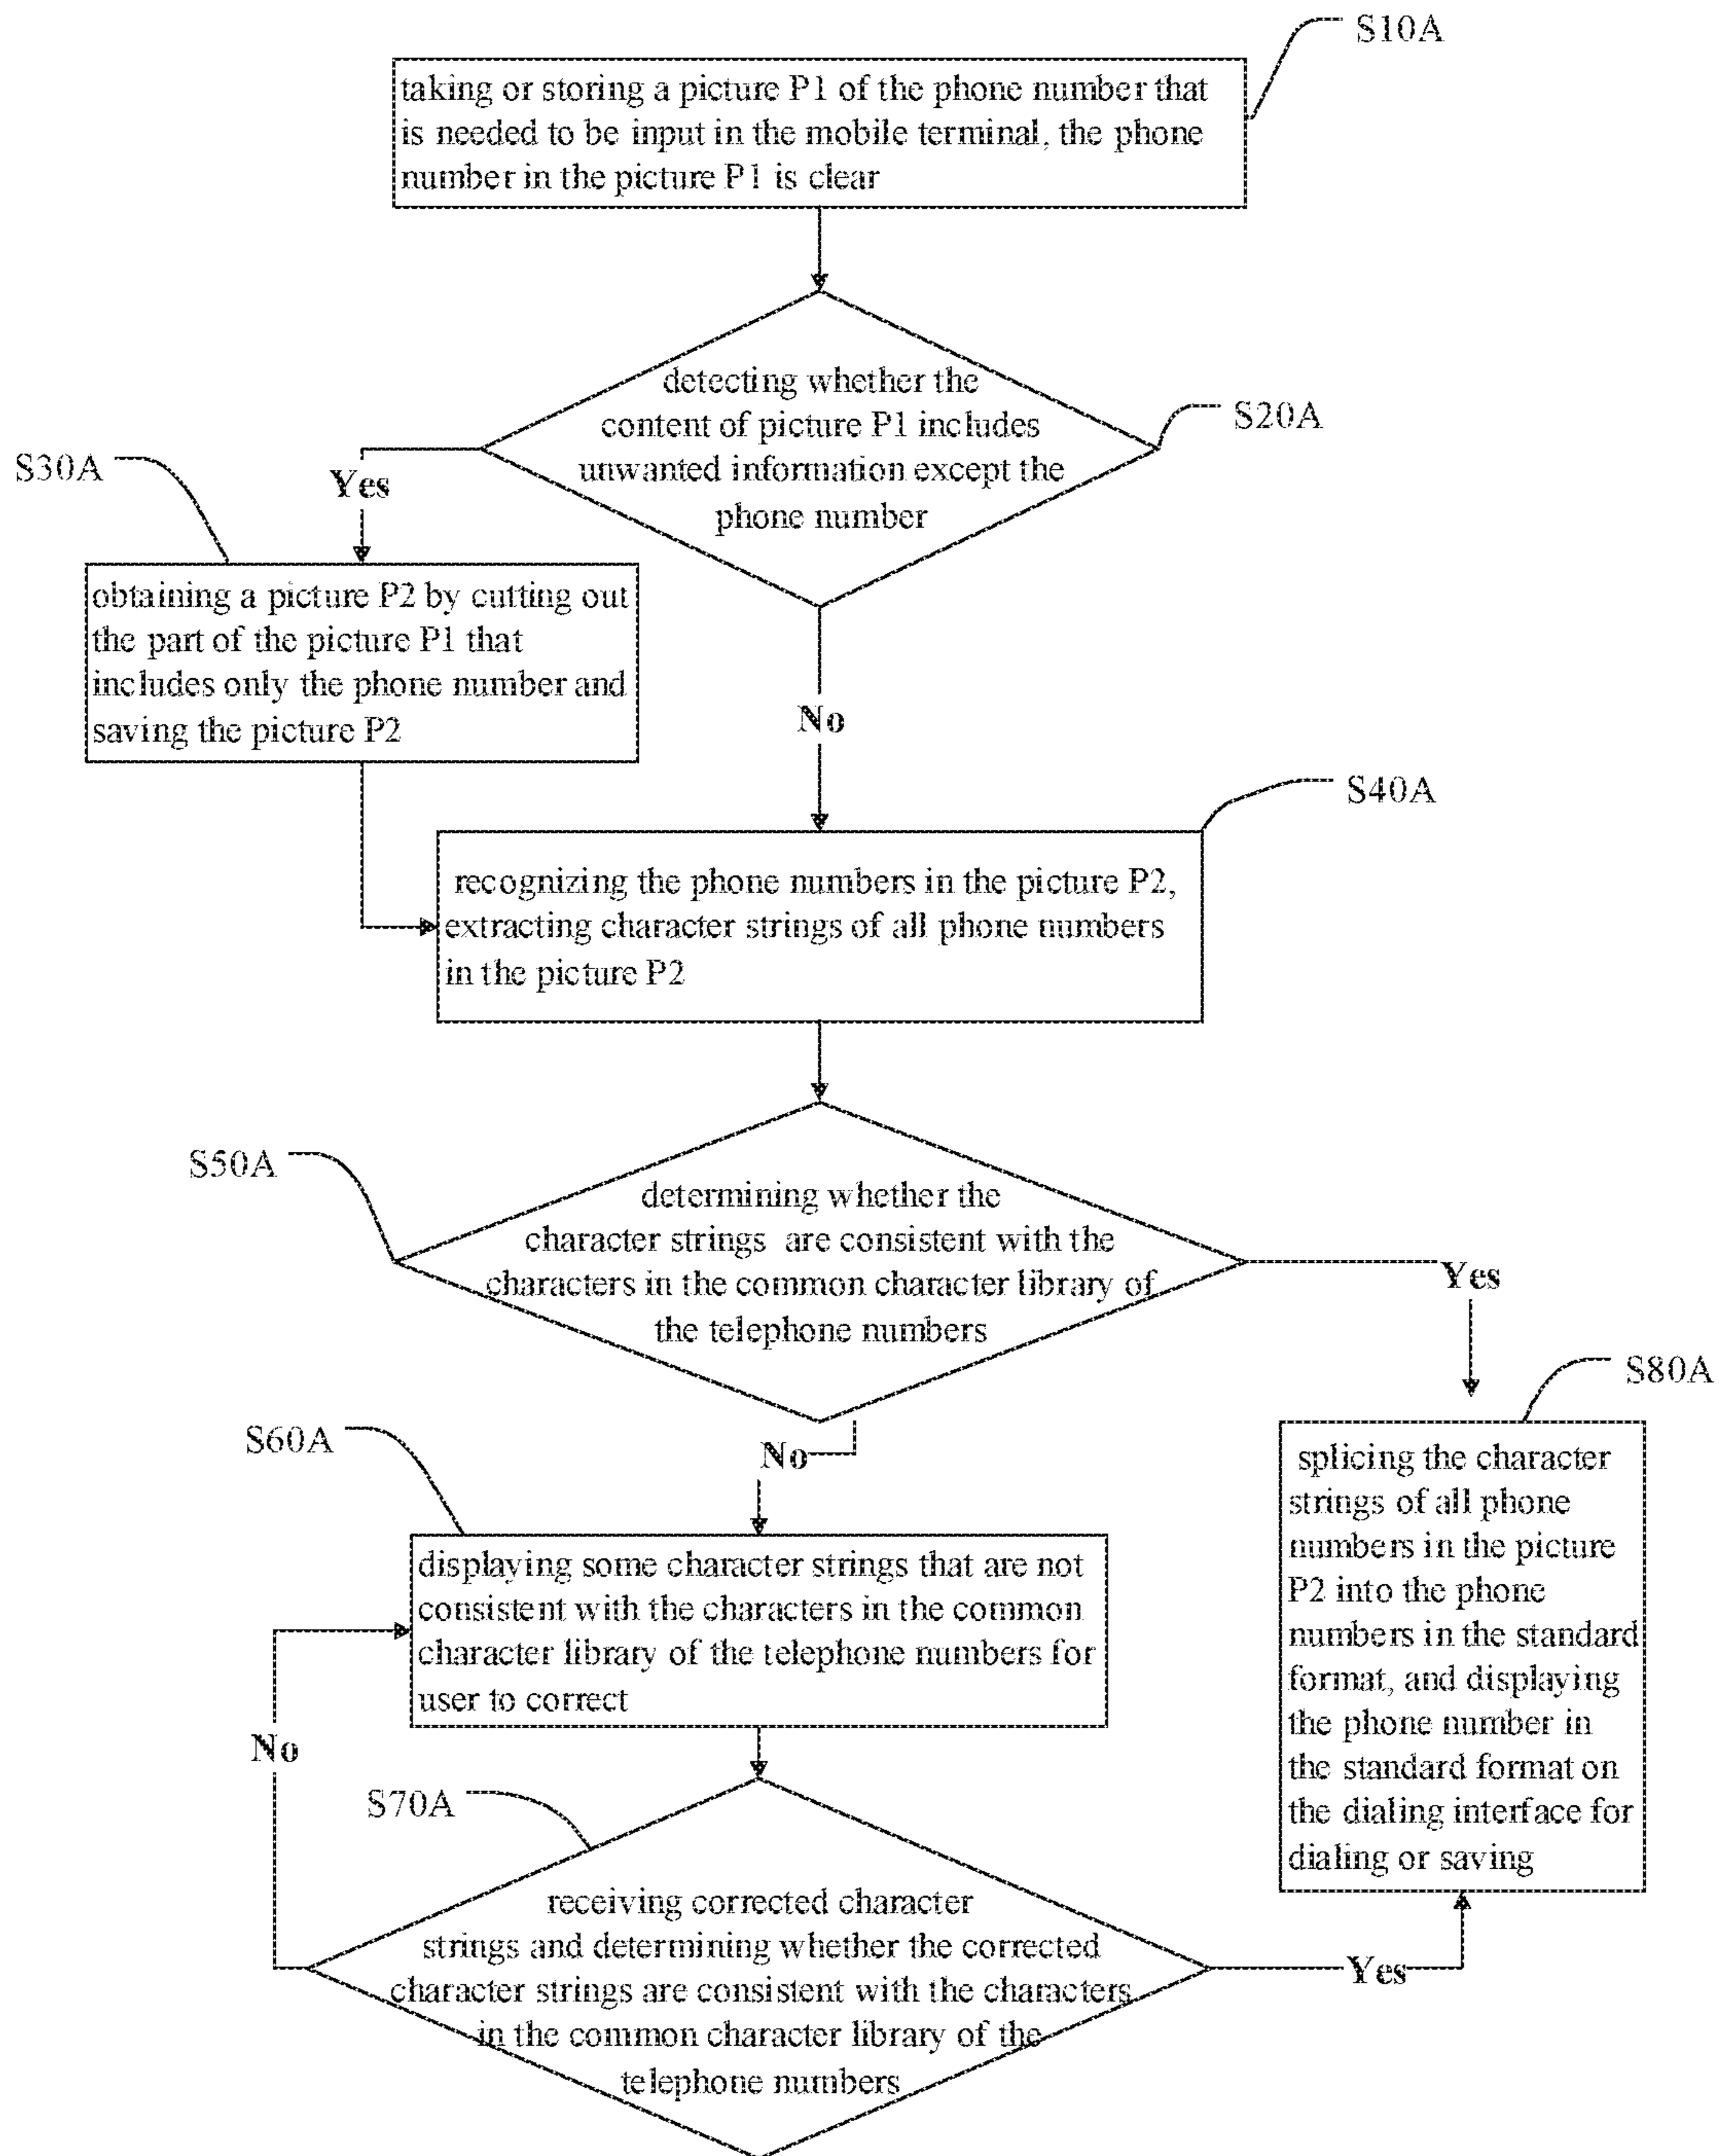 S10A
taking or storing a picture P1 of the phone number that
is needed to be input in the mobile terminal, the phone
number in the picture P1 is clear
detecting whether the
content of picture P1 includes
unwanted information except the
phone number
S20A
S30A
Yes
obtaining a picture P2 by cutting out
the part of the picture P1 that
includes only the phone number and
saving the picture P2
No
S40A
recognizing the phone numbers in the picture P2,
extracting character strings of all phone numbers
in the picture P2
S50A
determining whether the
character strings are consistent with the
characters in the common character library of
the telephone numbers
Yes
S80A
No
S60A
splicing the character
strings of all phone
numbers in the picture
P2 into the phone
numbers in the standard
format, and displaying
the phone number in
the standard format on
the dialing interface for
dialing or saving
displaying some character strings that are not
consistent with the characters in the common
character library of the telephone numbers for
user to correct
No
S70A
receiving corrected character
strings and determining whether the corrected
character strings are consistent with the characters
in the common character library of the
telephone numbers
Yes